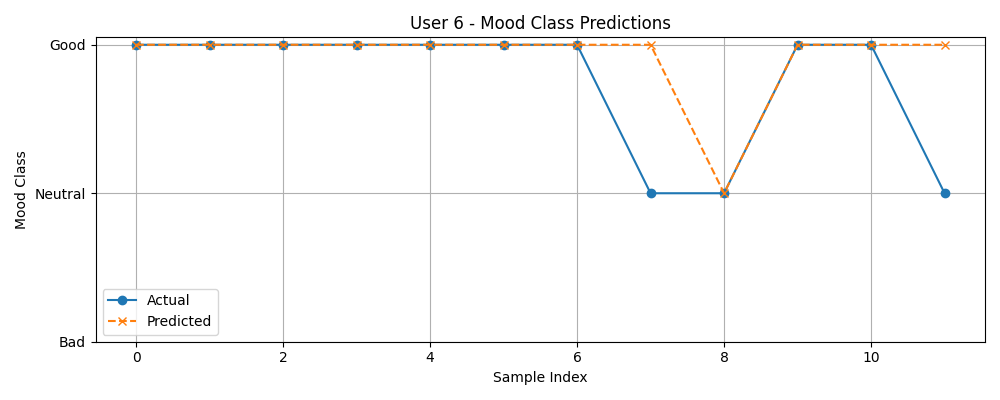 User 6 - Mood Class Predictions
Good
Neutral
Bad
Mood Class
Actual
Predicted
0 2 4 6 8 10
Sample Index